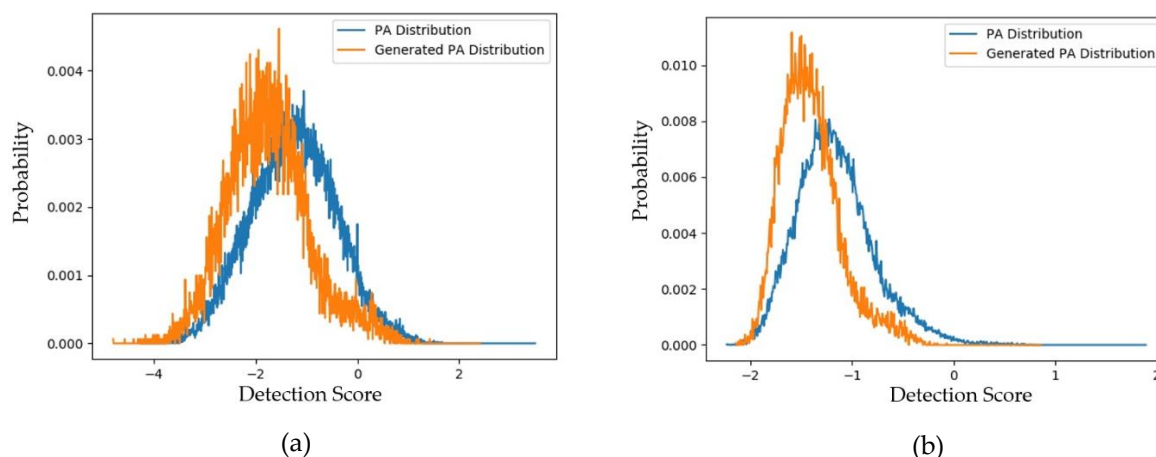 PA Distribution
Generated PA Distribution
0.004
0.003
0.002
0.001
0.000
Probability
−4
−2
0
2
Detection Score
(a)
PA Distribution
Generated PA Distribution
0.010
0.008
0.006
0.004
0.002
0.000
Probability
−2
−1
0
1
2
Detection Score
(b)